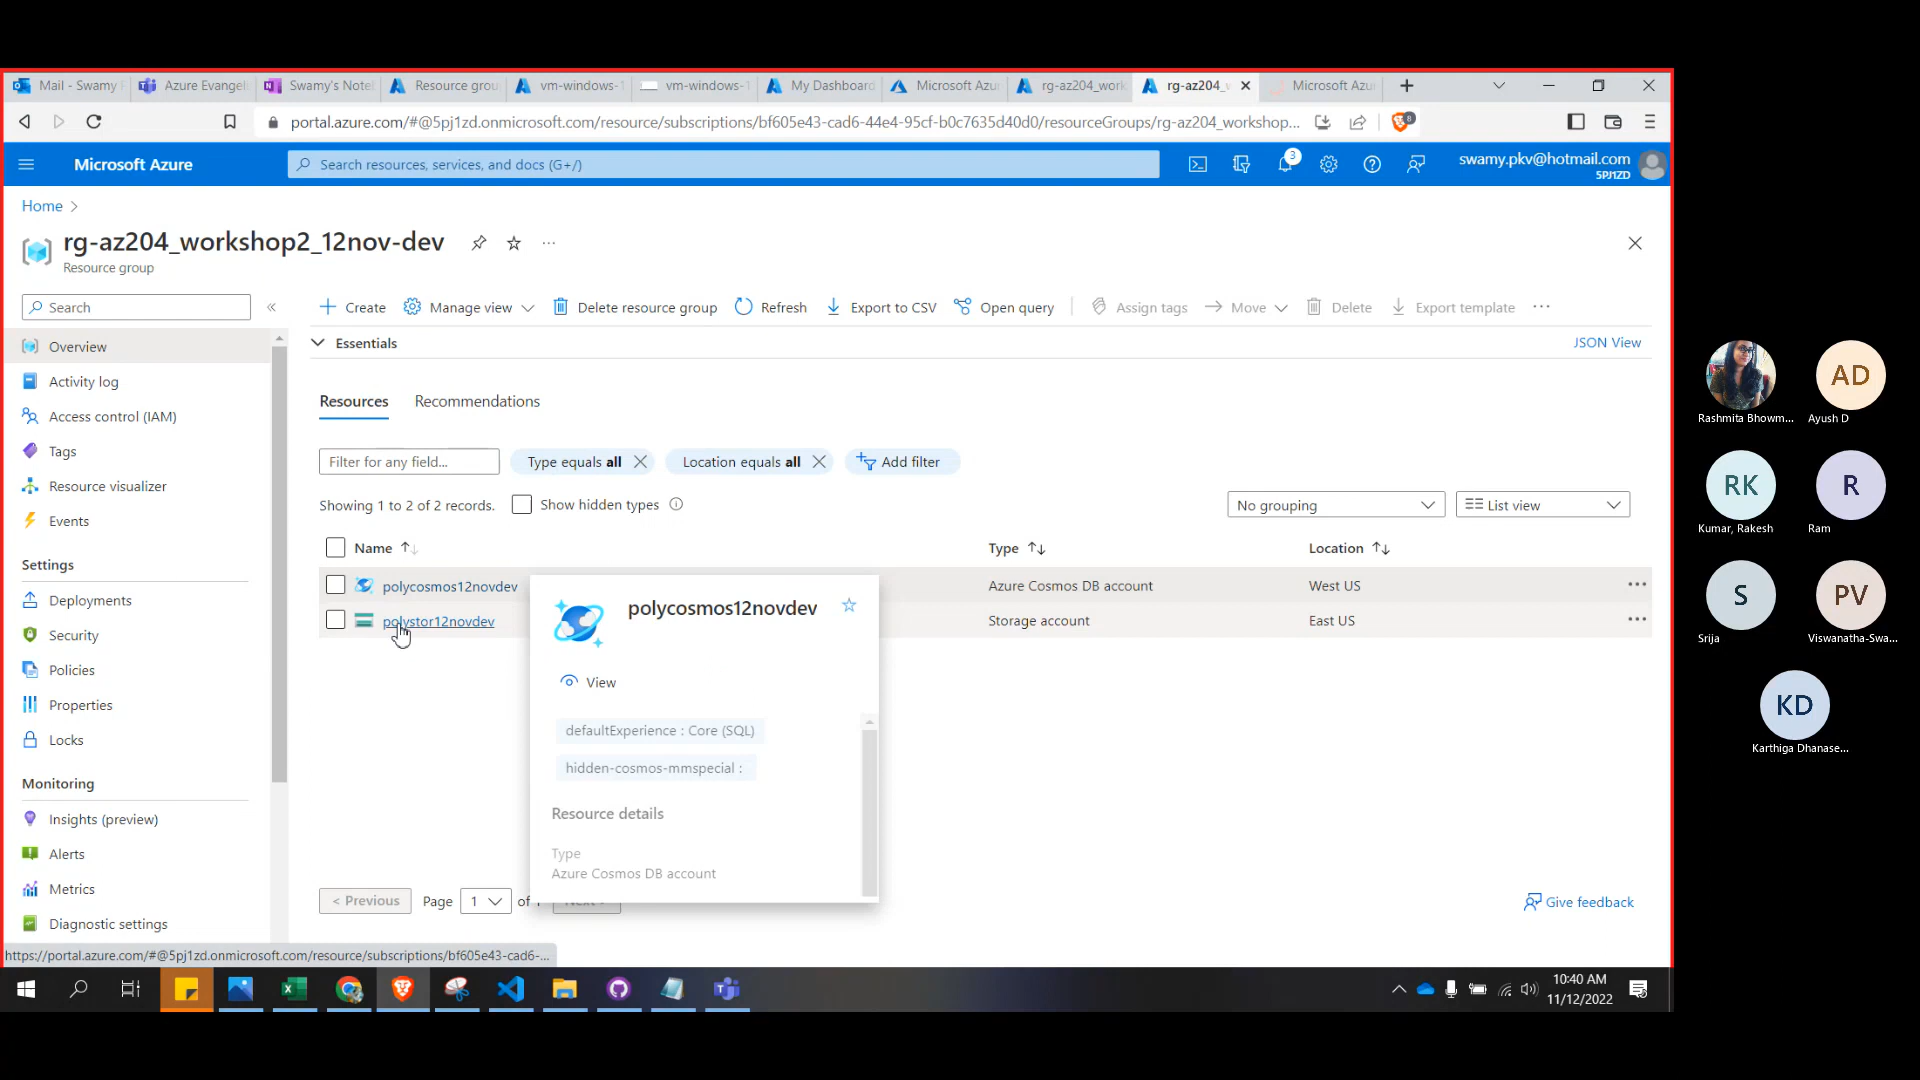 Mail - Swamy
Azure Evangel
Swamy's Note
Resource grou
vm-windows-1
vm-windows-1
My Dashboard
Microsoft Azu
rg-az204_work
rg-az204_w
Microsoft Azu
portal.azure.com/#@5pj1zd.onmicrosoft.com/resource/subscriptions/bf605e43-cad6-44e4-95cf-b0c7635d40d0/resourceGroups/rg-az204_workshop...
8
Microsoft Azure
Search resources, services, and docs (G+/)
3
swamy.pkv@hotmail.com
5PJ1ZD
Home
rg-az204_workshop2_12nov-dev
...
Resource group
Search
Create
Manage view
Delete resource group
Refresh
Export to CSV
Open query
Assign tags
Move
Delete
Export template
...
Essentials
JSON View
Overview
Activity log
Access control (IAM)
Tags
Resource visualizer
Events
Settings
Deployments
Security
Policies
Properties
Locks
Monitoring
Insights (preview)
Alerts
Metrics
Diagnostic settings
Resources
Recommendations
Filter for any field...
Type equals all
Location equals all
Add filter
Showing 1 to 2 of 2 records.
Show hidden types
No grouping
List view
Name
Type
Location
polycosmos12novdev
Azure Cosmos DB account
West US
...
polystor12novdev
Storage account
East US
...
polycosmos12novdev
View
defaultExperience : Core (SQL)
hidden-cosmos-mmspecial :
Resource details
Type
Azure Cosmos DB account
< Previous
Page
1
of 1
Next >
Give feedback
https://portal.azure.com/#@5pj1zd.onmicrosoft.com/resource/subscriptions/bf605e43-cad6-...
10:40 AM
11/12/2022
Rashmita Bhowm...
AD
Ayush D
RK
Kumar, Rakesh
R
Ram
S
Srija
PV
Viswanatha-Swa...
KD
Karthiga Dhanase...